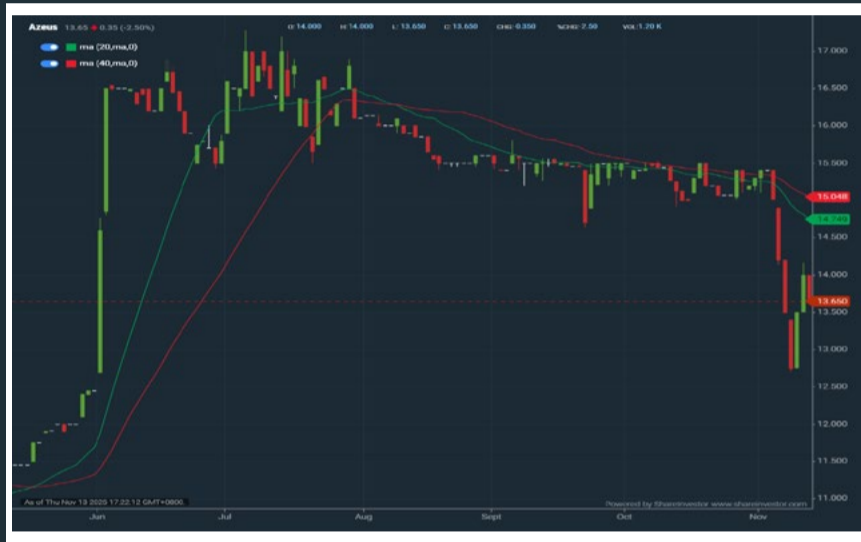 Azeus 13.65 0.35 (-2.50%) O:14.000 H:14.000 L:13.650 C:13.650 CHG:-0.350 %CHG:-2.50 VOL:1.20 K
ma (20,ma,0)
ma (40,ma,0)
17.000
16.500
16.000
15.500
15.048
14.749
14.500
14.000
13.650
13.500
13.000
12.500
12.000
11.500
11.000
As of Thu Nov 13 2025 17:22:12 GMT+0800.
Powered by ShareInvestor www.shareinvestor.com
Jun Jul Aug Sept Oct Nov